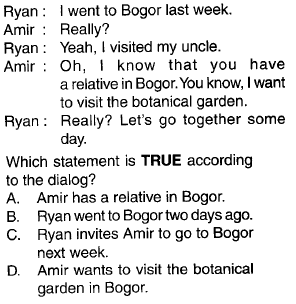 Ryan : I went to Bogor last week.
Amir : Really?
Ryan : Yeah, I visited my uncle.
Amir : Oh, I know that you have
a relative in Bogor. You know, I want
to visit the botanical garden.
Ryan : Really? Let's go together some
day.
Which statement is TRUE according
to the dialog?
A. Amir has a relative in Bogor.
B. Ryan went to Bogor two days ago.
C. Ryan invites Amir to go to Bogor
next week.
D. Amir wants to visit the botanical
garden in Bogor.